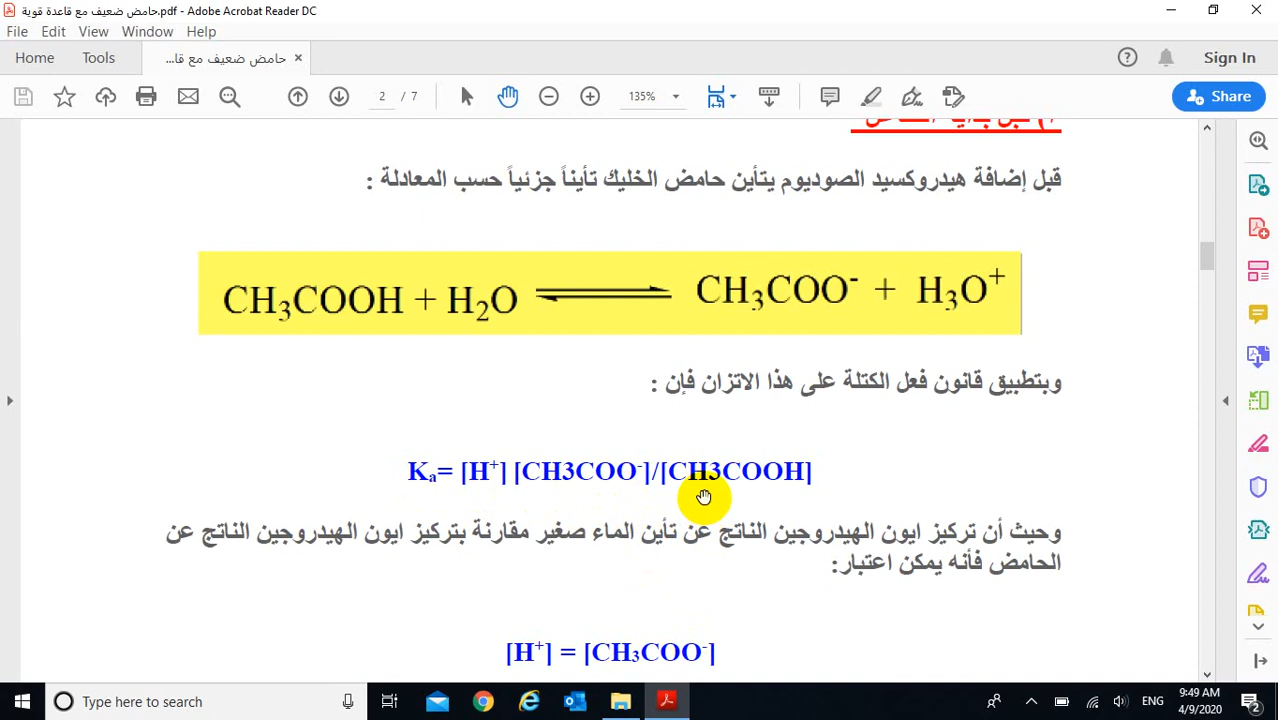 حامض ضعيف مع قاعدة قوية.pdf - Adobe Acrobat Reader DC
File Edit View Window Help
Home Tools حامض ضعيف مع قا... × Sign In
2 / 7 135% Share
قبل إضافة هيدروكسيد الصوديوم يتأين حامض الخليك تأيناً جزئياً حسب المعادلة :
CH₃COOH + H₂O ⇌ CH₃COO⁻ + H₃O⁺
وبتطبيق قانون فعل الكتلة على هذا الاتزان فإن :
Kₐ= [H⁺] [CH3COO⁻]/[CH3COOH]
وحيث أن تركيز ايون الهيدروجين الناتج عن تأين الماء صغير مقارنة بتركيز ايون الهيدروجين الناتج عن
الحامض فأنه يمكن اعتبار:
[H⁺] = [CH₃COO⁻]
Type here to search ENG 9:49 AM
4/9/2020 2